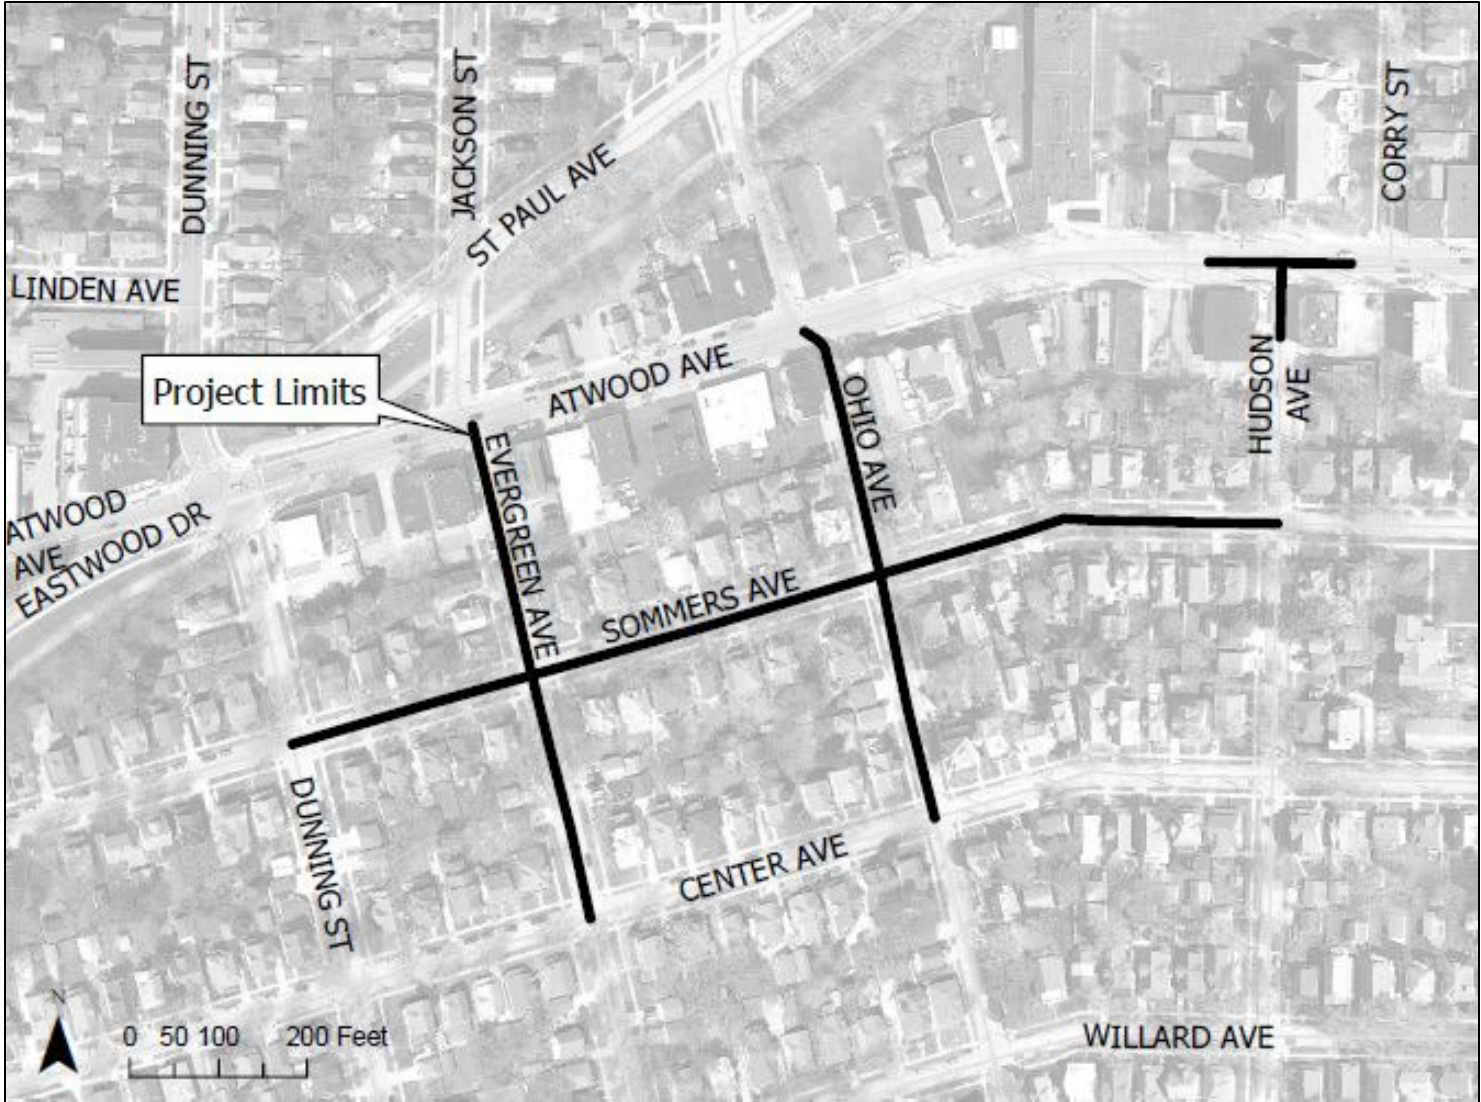 DUNNING ST
JACKSON ST
ST PAUL AVE
CORRY ST
LINDEN AVE
Project Limits
ATWOOD AVE
HUDSON
AVE
OHIO AVE
EVERGREEN AVE
ATWOOD
AVE
EASTWOOD DR
SOMMERS AVE
DUNNING ST
CENTER AVE
N
0 50 100 200 Feet
WILLARD AVE